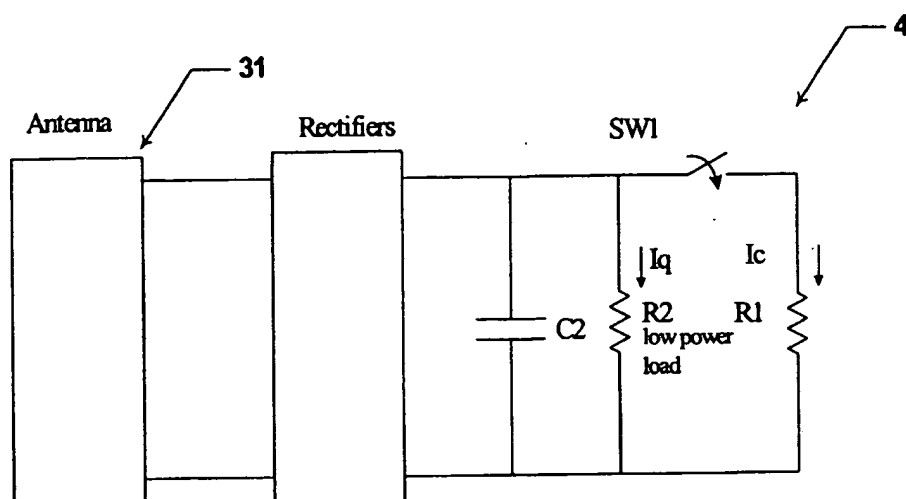 4
31
Antenna
Rectifiers
SW1
Iq
Ic
C2
R2
R1
low power
load